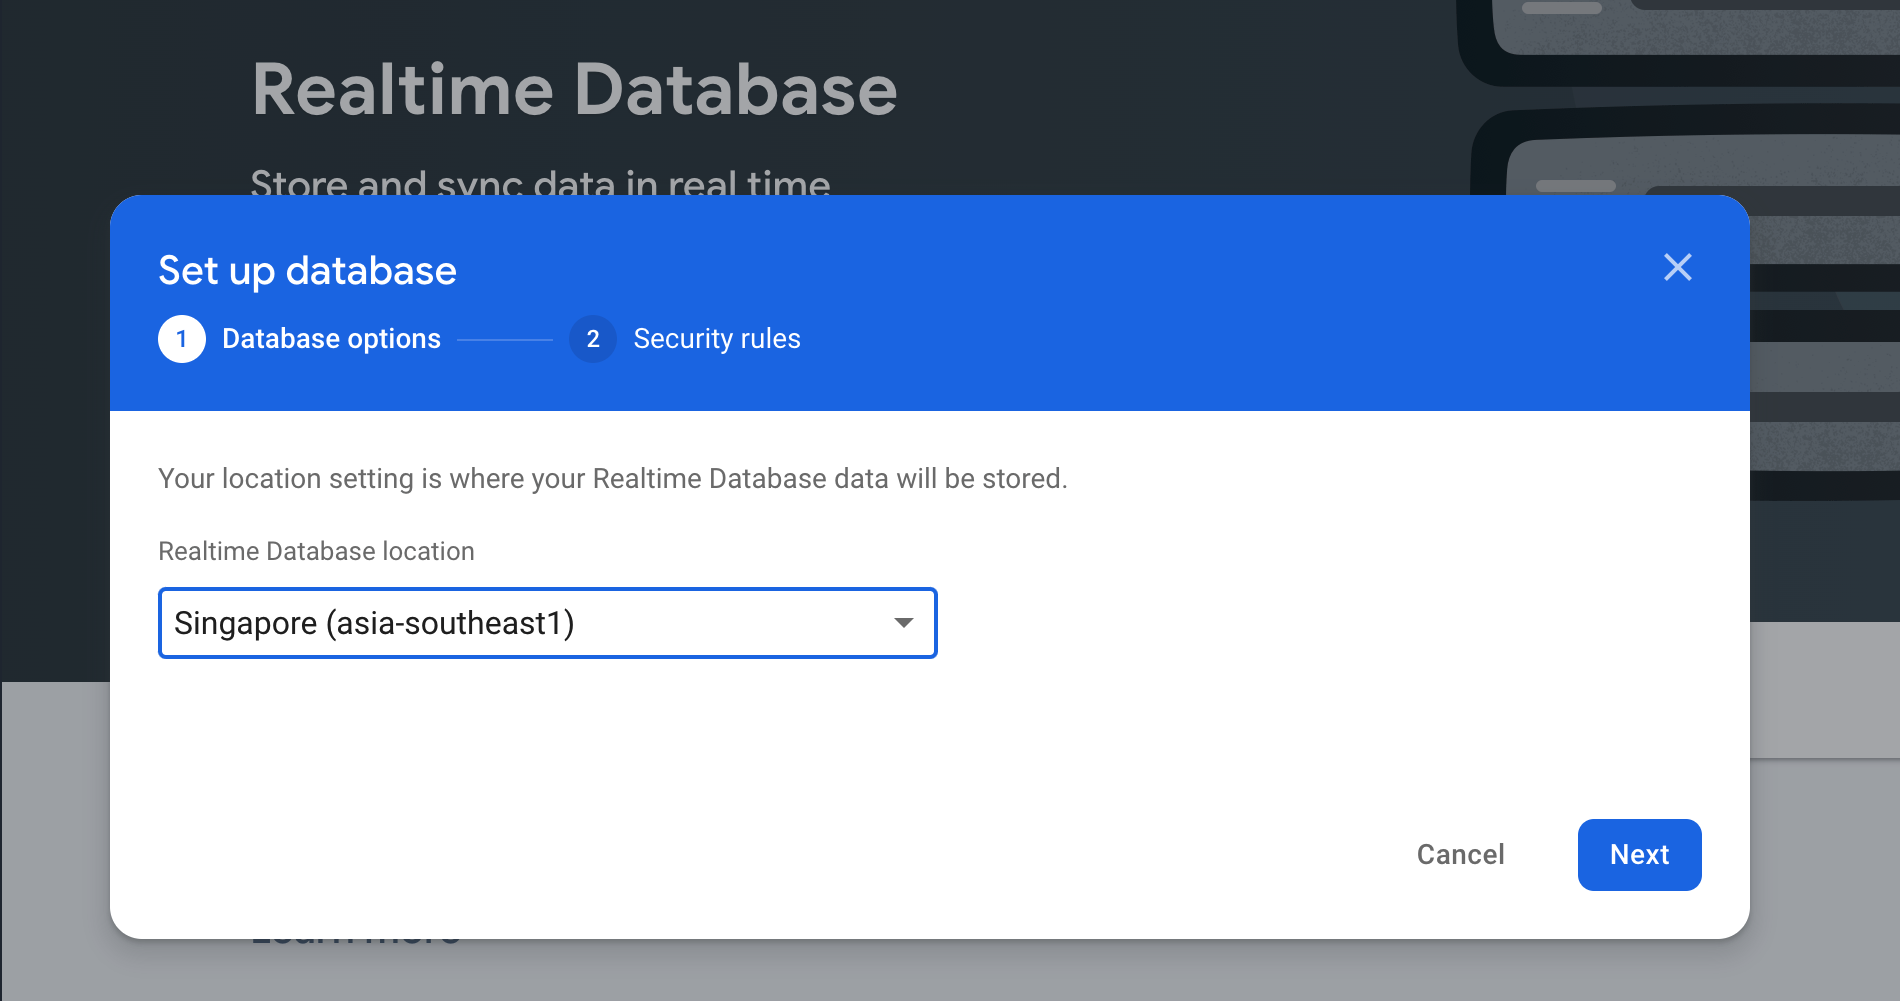 Realtime Database
Store and sync data in real time
Set up database
1 Database options 2 Security rules
Your location setting is where your Realtime Database data will be stored.
Realtime Database location
Singapore (asia-southeast1)
Cancel Next
Learn more